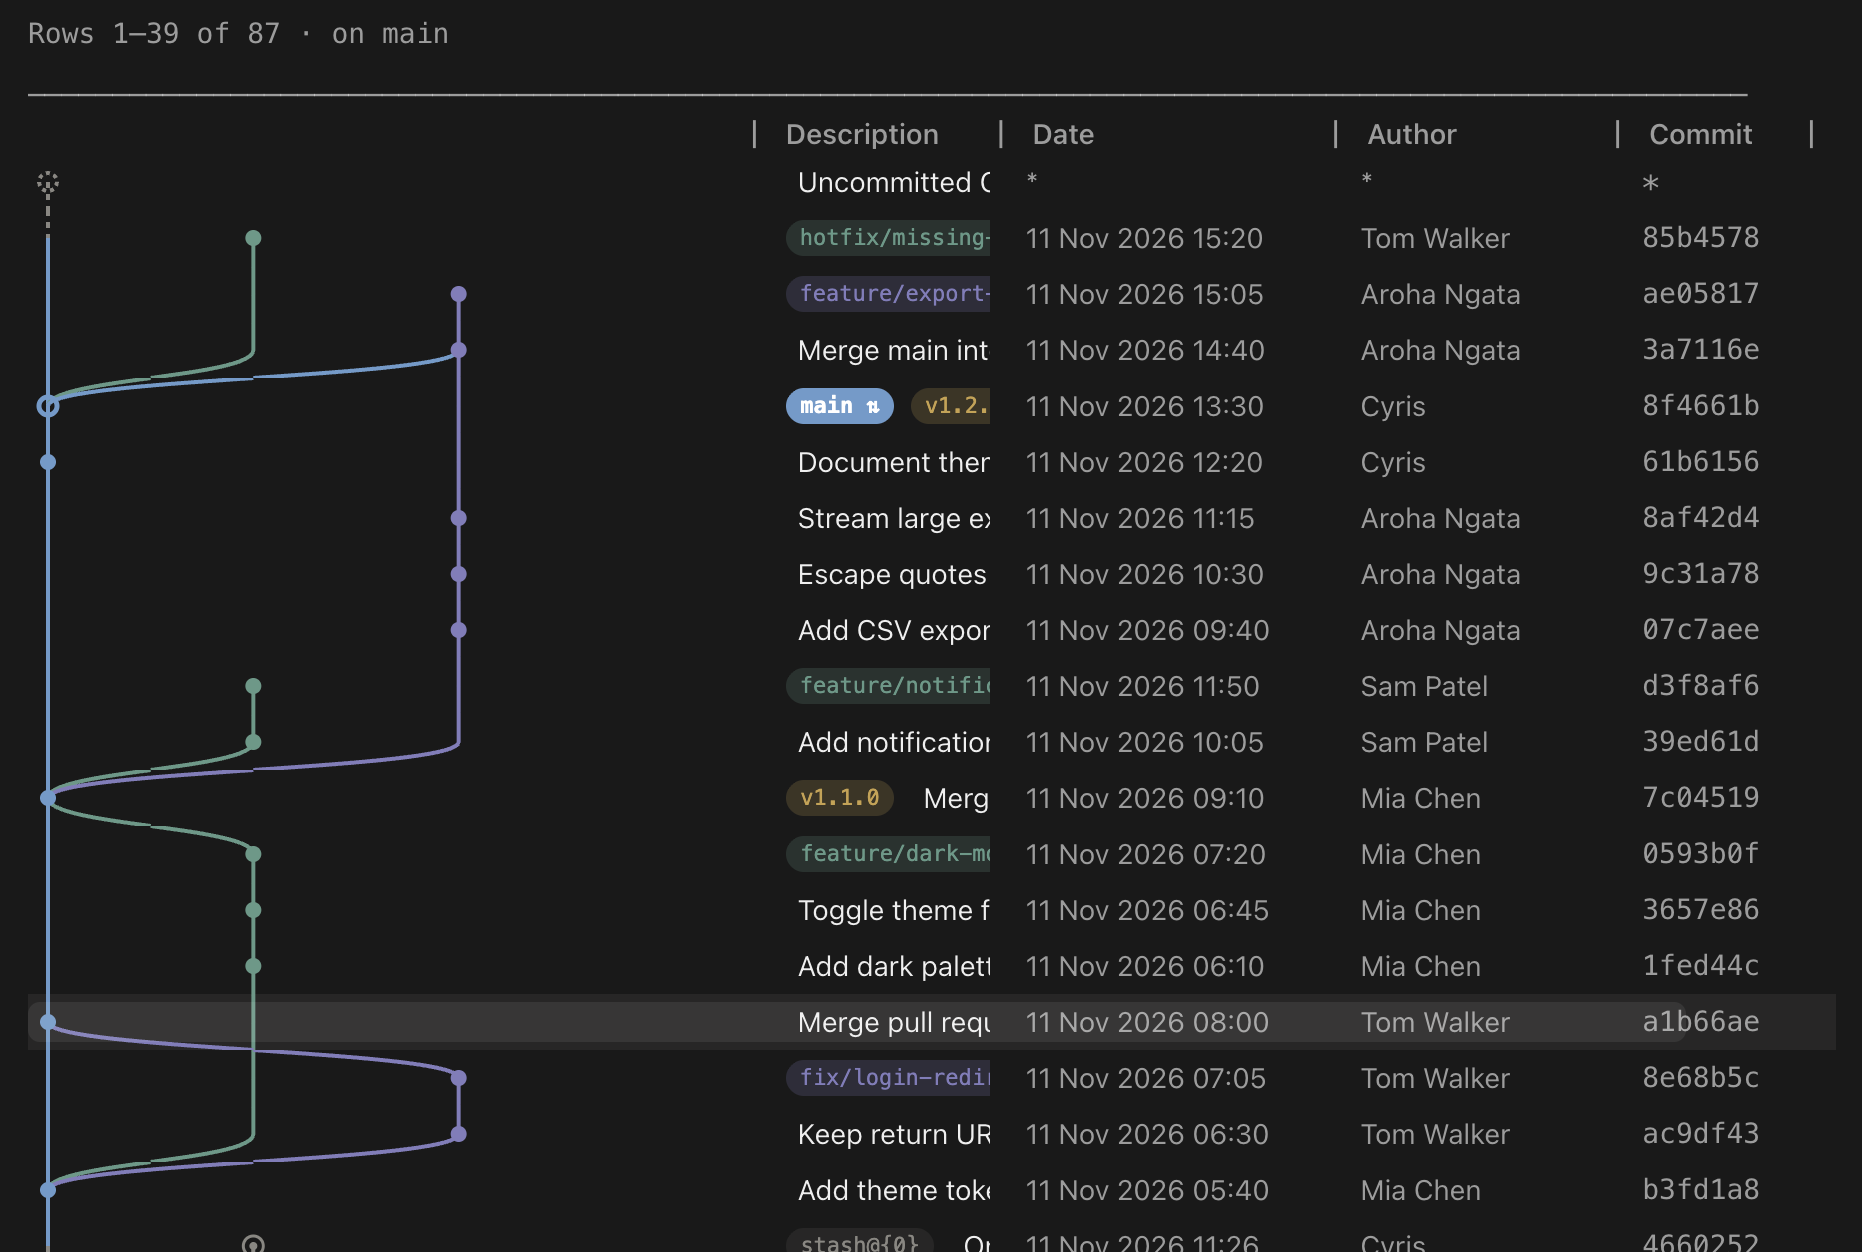 Rows 1–39 of 87 · on main
| Description | Date | Author | Commit |
Uncommitted * * *
hotfix/missing- 11 Nov 2026 15:20 Tom Walker 85b4578
feature/export- 11 Nov 2026 15:05 Aroha Ngata ae05817
Merge main int 11 Nov 2026 14:40 Aroha Ngata 3a7116e
main ⇅ v1.2. 11 Nov 2026 13:30 Cyris 8f4661b
Document 11 Nov 2026 12:20 Cyris 61b6156
Stream large ex 11 Nov 2026 11:15 Aroha Ngata 8af42d4
Escape quotes 11 Nov 2026 10:30 Aroha Ngata 9c31a78
Add CSV expor 11 Nov 2026 09:40 Aroha Ngata 07c7aee
feature/notific 11 Nov 2026 11:50 Sam Patel d3f8af6
Add notification 11 Nov 2026 10:05 Sam Patel 39ed61d
v1.1.0 Merg 11 Nov 2026 09:10 Mia Chen 7c04519
feature/dark-mo 11 Nov 2026 07:20 Mia Chen 0593b0f
Toggle theme f 11 Nov 2026 06:45 Mia Chen 3657e86
Add dark palett 11 Nov 2026 06:10 Mia Chen 1fed44c
Merge pull requ 11 Nov 2026 08:00 Tom Walker a1b66ae
fix/login-redi 11 Nov 2026 07:05 Tom Walker 8e68b5c
Keep return UR 11 Nov 2026 06:30 Tom Walker ac9df43
Add theme toke 11 Nov 2026 05:40 Mia Chen b3fd1a8
stash@{0} 11 Nov 2026 11:26 Cyris 4660252